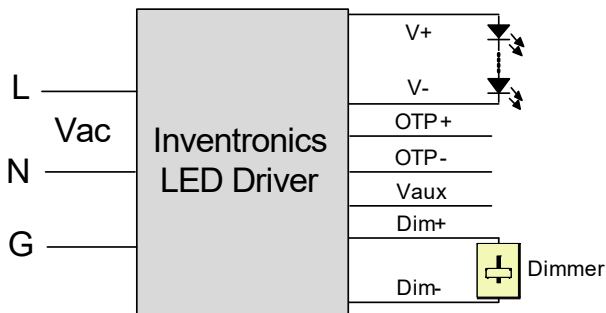 V+
L
V-
Vac
OTP+
Inventronics
LED Driver
OTP-
N
Vaux
Dim+
G
Dimmer
Dim-